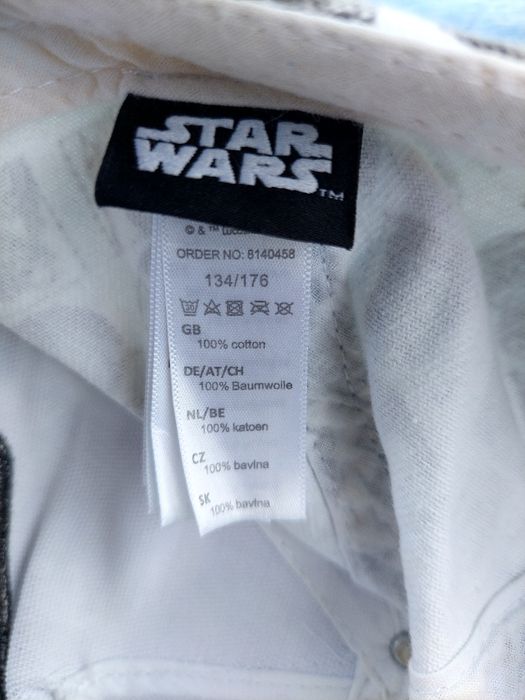 STAR
WARS
TM
© & ™
ORDER NO: 8140458
134/176
GB
100% cotton
DE/AT/CH
100% Baumwolle
NL/BE
100% katoen
CZ
100% bavlna
SK
100% bavlna